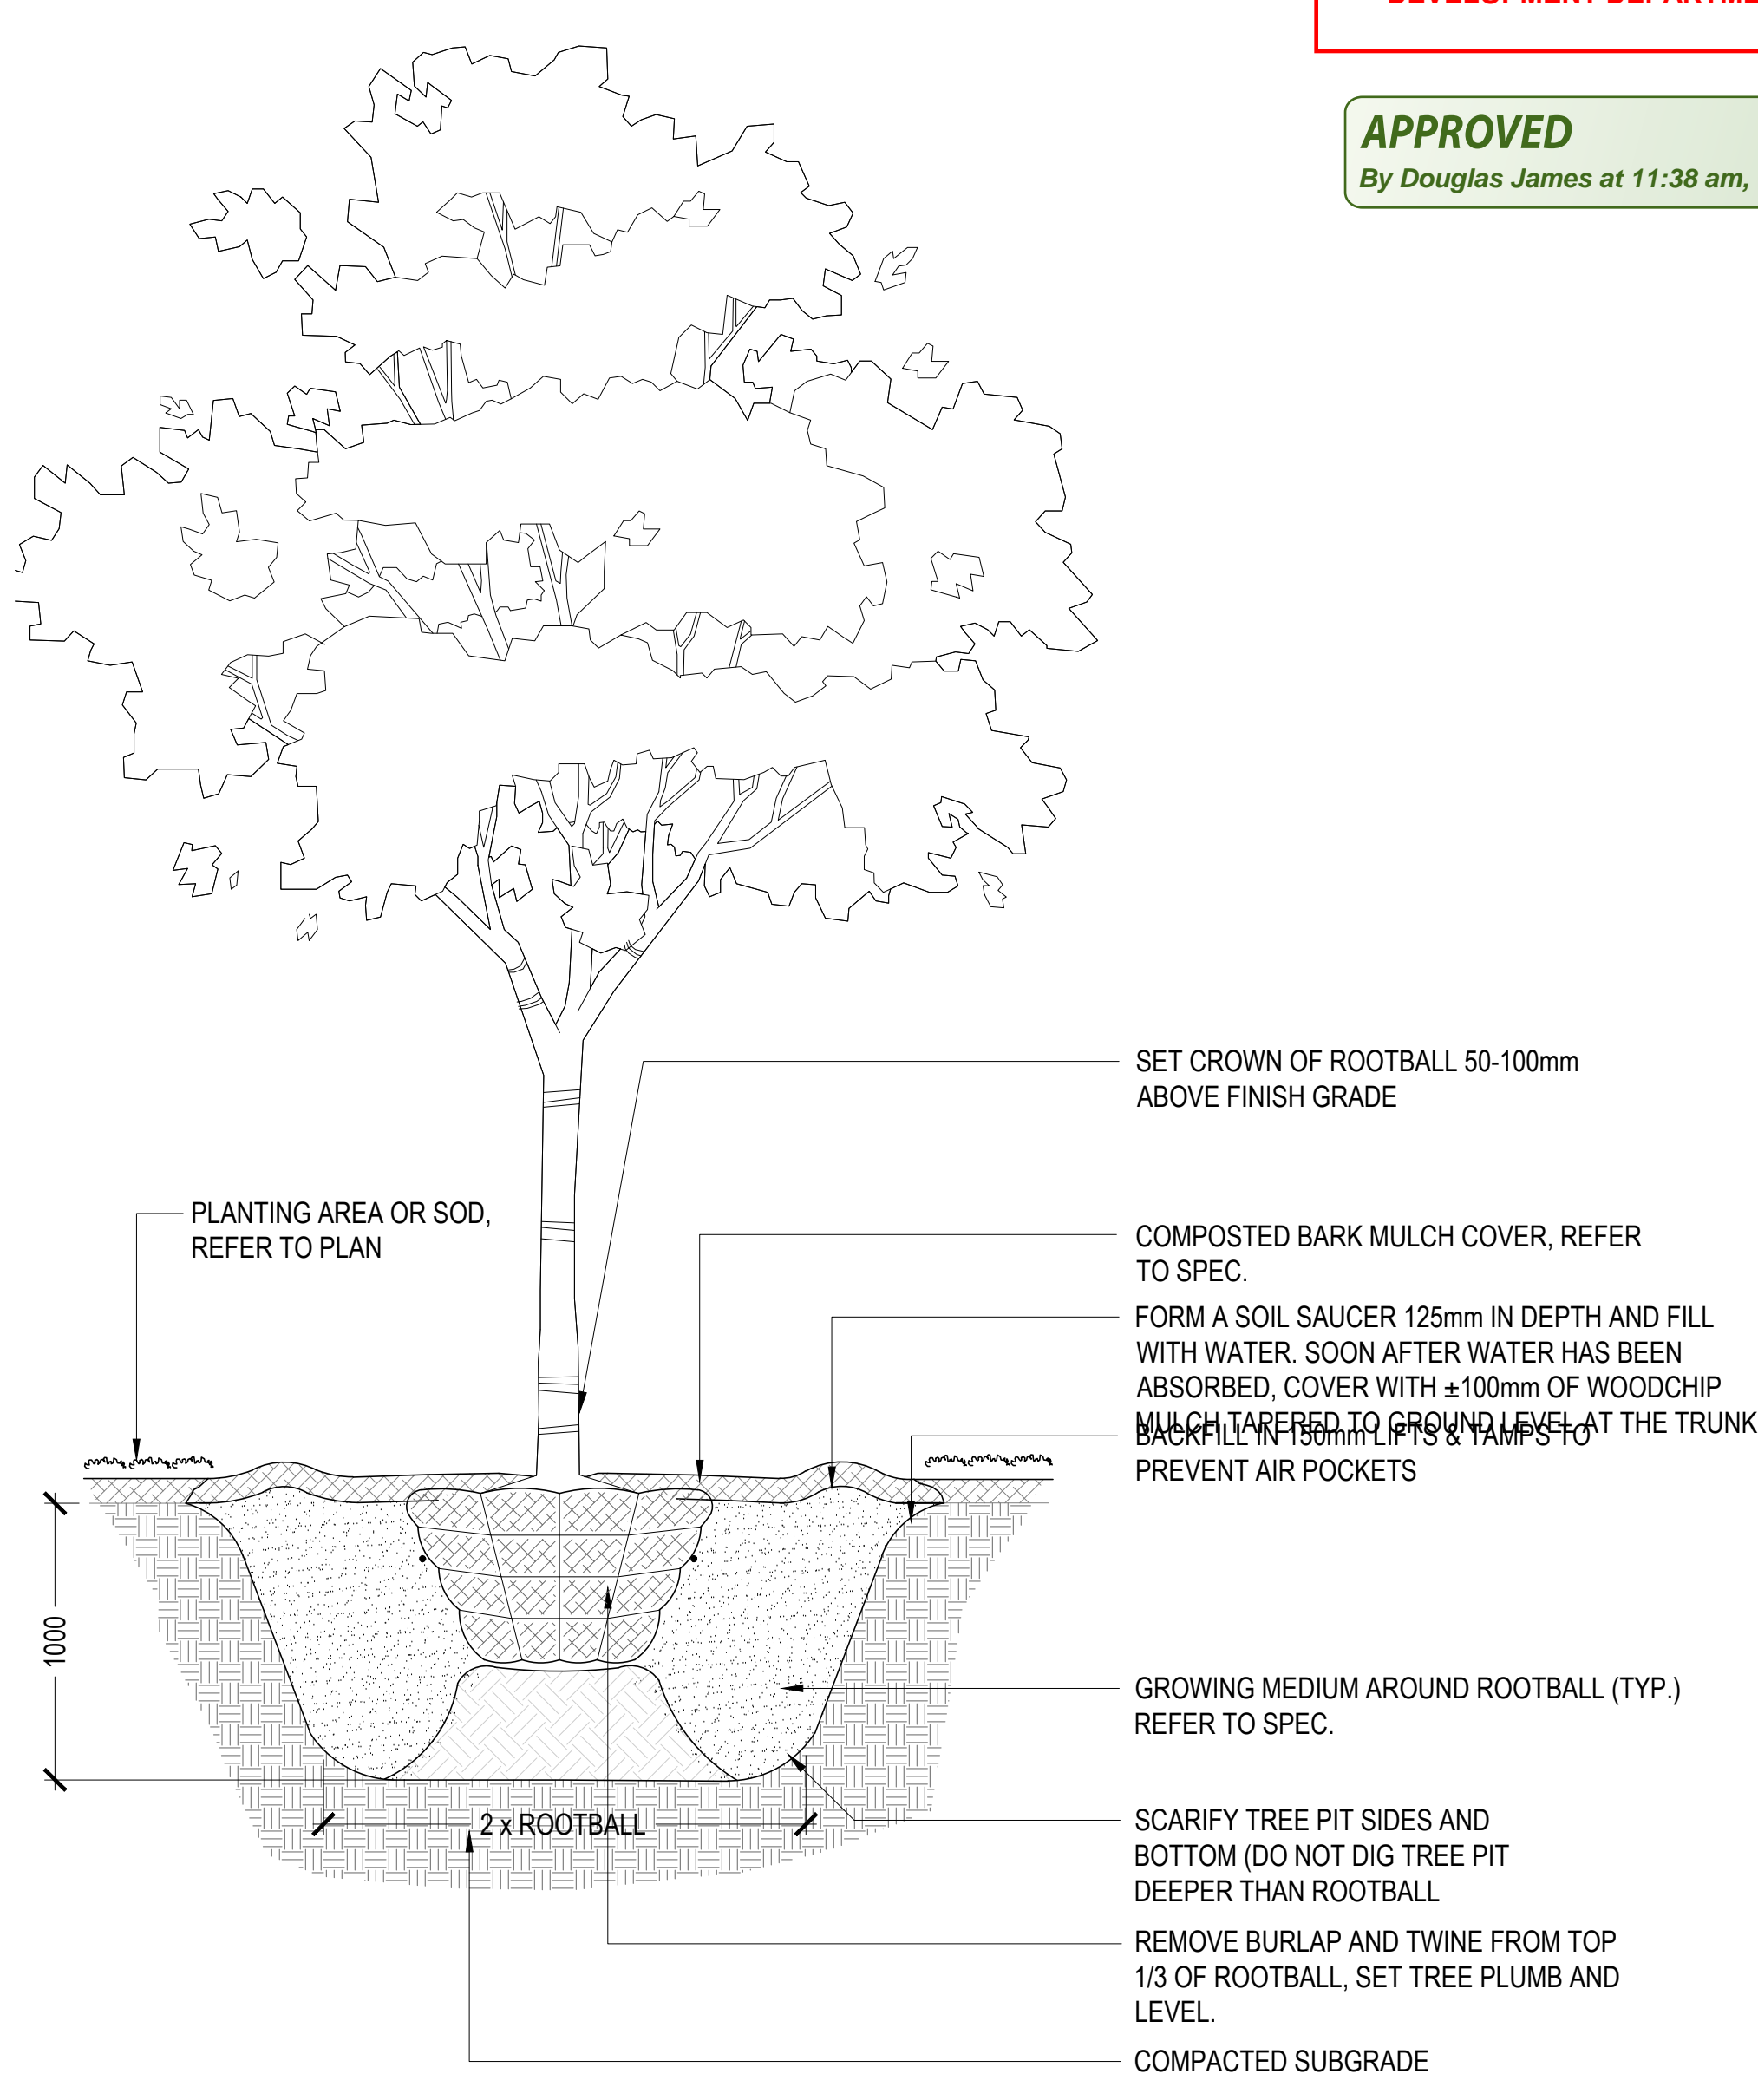 APPROVED
By Douglas James at 11:38 am,
SET CROWN OF ROOTBALL 50-100mm
ABOVE FINISH GRADE
PLANTING AREA OR SOD,
REFER TO PLAN
COMPOSTED BARK MULCH COVER, REFER
TO SPEC.
FORM A SOIL SAUCER 125mm IN DEPTH AND FILL
WITH WATER. SOON AFTER WATER HAS BEEN
ABSORBED, COVER WITH ±100mm OF WOODCHIP
MULCH TAPERED TO GROUND LEVEL AT THE TRUNK
BACKFILL IN 150mm LIFTS & TAMPS TO
PREVENT AIR POCKETS
1000
GROWING MEDIUM AROUND ROOTBALL (TYP.)
REFER TO SPEC.
2 x ROOTBALL
SCARIFY TREE PIT SIDES AND
BOTTOM (DO NOT DIG TREE PIT
DEEPER THAN ROOTBALL
REMOVE BURLAP AND TWINE FROM TOP
1/3 OF ROOTBALL, SET TREE PLUMB AND
LEVEL.
COMPACTED SUBGRADE